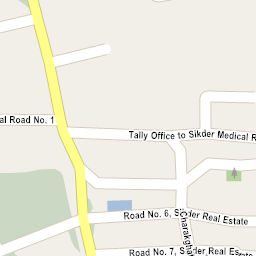 al Road No. 1
Tally Office to Sikder Medical R
Road No. 6, Sikder Real Estate
Road No. 7, Sikder Real Estate